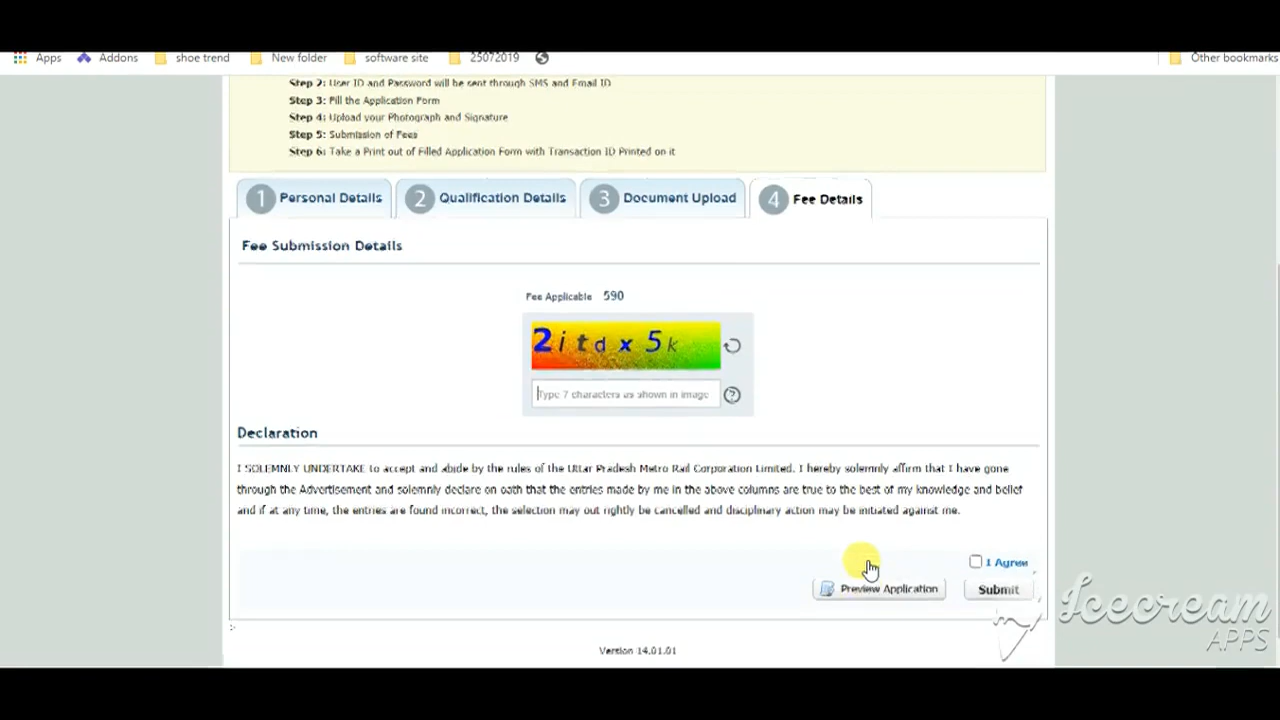 Apps Addons shoe trend New folder software site 25072019 Other bookmarks
Step 2: User ID and Password will be sent through SMS and Email ID
Step 3: Fill the Application Form
Step 4: Upload your Photograph and Signature
Step 5: Submission of Fees
Step 6: Take a Print out of Filled Application Form with Transaction ID Printed on it
1 Personal Details 2 Qualification Details 3 Document Upload 4 Fee Details
Fee Submission Details
Fee Applicable 590
2 i t d x 5 k
Type 7 characters as shown in image
Declaration
I SOLEMNLY UNDERTAKE to accept and abide by the rules of the Uttar Pradesh Metro Rail Corporation Limited. I hereby solemnly affirm that I have gone
through the Advertisement and solemnly declare on oath that the entries made by me in the above columns are true to the best of my knowledge and belief
and if at any time, the entries are found incorrect, the selection may out rightly be cancelled and disciplinary action may be initiated against me.
I Agree
Preview Application Submit
Icecream
APPS
Version 14.01.01